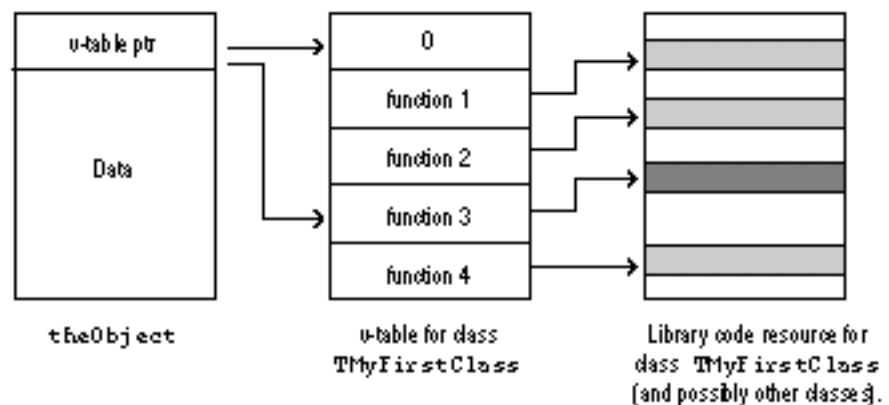 v-table ptr
Data
0
function 1
function 2
function 3
function 4
theObject
v-table for class
TMyFirstClass
Library code resource for
class TMyFirstClass
(and possibly other classes).